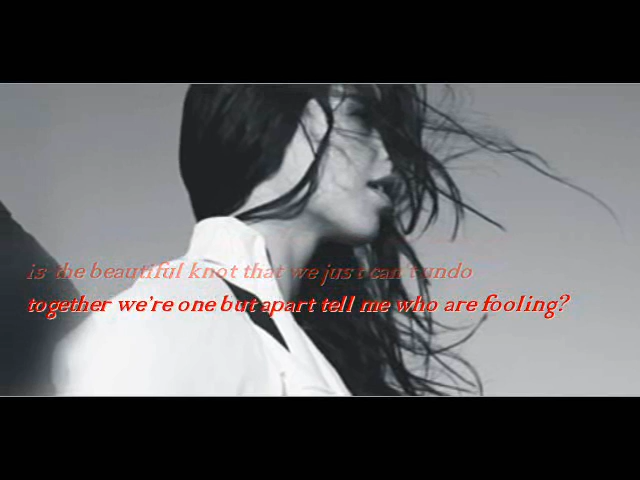 is the beautiful knot that we just can't undo
together we're one but apart tell me who are fooling?